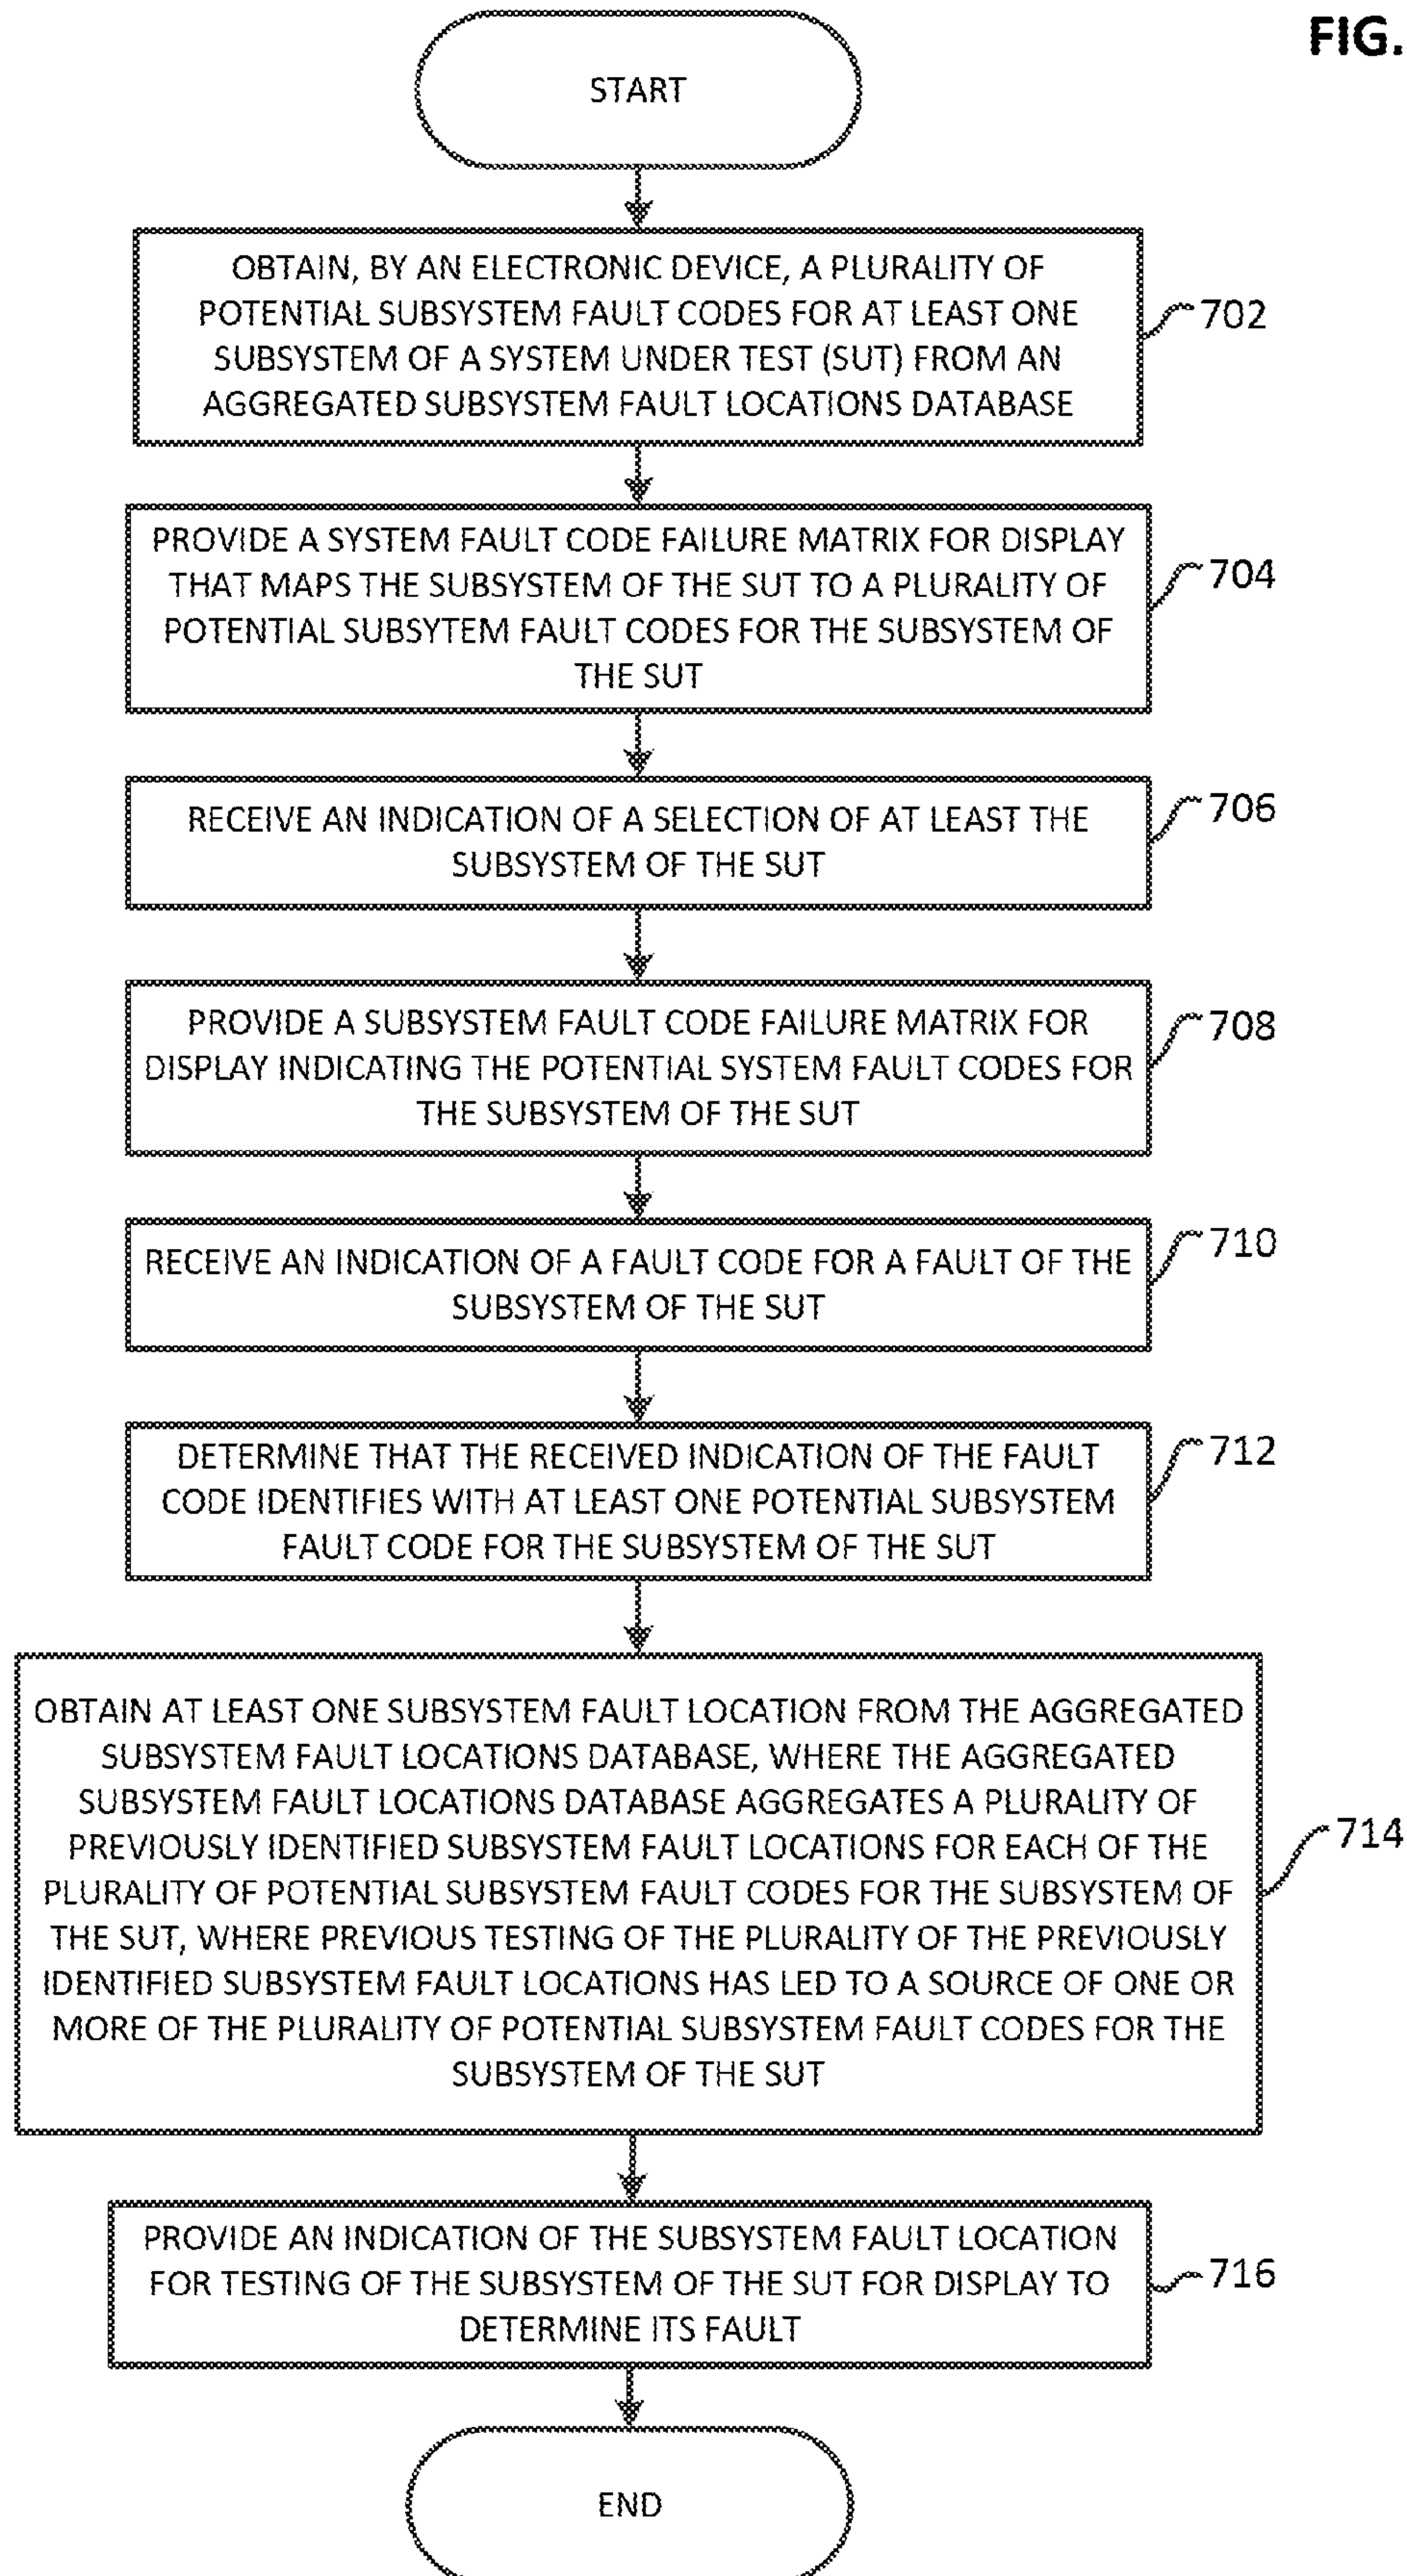 FIG.
START
OBTAIN, BY AN ELECTRONIC DEVICE, A PLURALITY OF
POTENTIAL SUBSYSTEM FAULT CODES FOR AT LEAST ONE
SUBSYSTEM OF A SYSTEM UNDER TEST (SUT) FROM AN
AGGREGATED SUBSYSTEM FAULT LOCATIONS DATABASE
702
PROVIDE A SYSTEM FAULT CODE FAILURE MATRIX FOR DISPLAY
THAT MAPS THE SUBSYSTEM OF THE SUT TO A PLURALITY OF
POTENTIAL SUBSYTEM FAULT CODES FOR THE SUBSYSTEM OF
THE SUT
704
RECEIVE AN INDICATION OF A SELECTION OF AT LEAST THE
SUBSYSTEM OF THE SUT
706
PROVIDE A SUBSYSTEM FAULT CODE FAILURE MATRIX FOR
DISPLAY INDICATING THE POTENTIAL SYSTEM FAULT CODES FOR
THE SUBSYSTEM OF THE SUT
708
RECEIVE AN INDICATION OF A FAULT CODE FOR A FAULT OF THE
SUBSYSTEM OF THE SUT
710
DETERMINE THAT THE RECEIVED INDICATION OF THE FAULT
CODE IDENTIFIES WITH AT LEAST ONE POTENTIAL SUBSYSTEM
FAULT CODE FOR THE SUBSYSTEM OF THE SUT
712
OBTAIN AT LEAST ONE SUBSYSTEM FAULT LOCATION FROM THE AGGREGATED
SUBSYSTEM FAULT LOCATIONS DATABASE, WHERE THE AGGREGATED
SUBSYSTEM FAULT LOCATIONS DATABASE AGGREGATES A PLURALITY OF
PREVIOUSLY IDENTIFIED SUBSYSTEM FAULT LOCATIONS FOR EACH OF THE
PLURALITY OF POTENTIAL SUBSYSTEM FAULT CODES FOR THE SUBSYSTEM OF
THE SUT, WHERE PREVIOUS TESTING OF THE PLURALITY OF THE PREVIOUSLY
IDENTIFIED SUBSYSTEM FAULT LOCATIONS HAS LED TO A SOURCE OF ONE OR
MORE OF THE PLURALITY OF POTENTIAL SUBSYSTEM FAULT CODES FOR THE
SUBSYSTEM OF THE SUT
714
PROVIDE AN INDICATION OF THE SUBSYSTEM FAULT LOCATION
FOR TESTING OF THE SUBSYSTEM OF THE SUT FOR DISPLAY TO
DETERMINE ITS FAULT
716
END